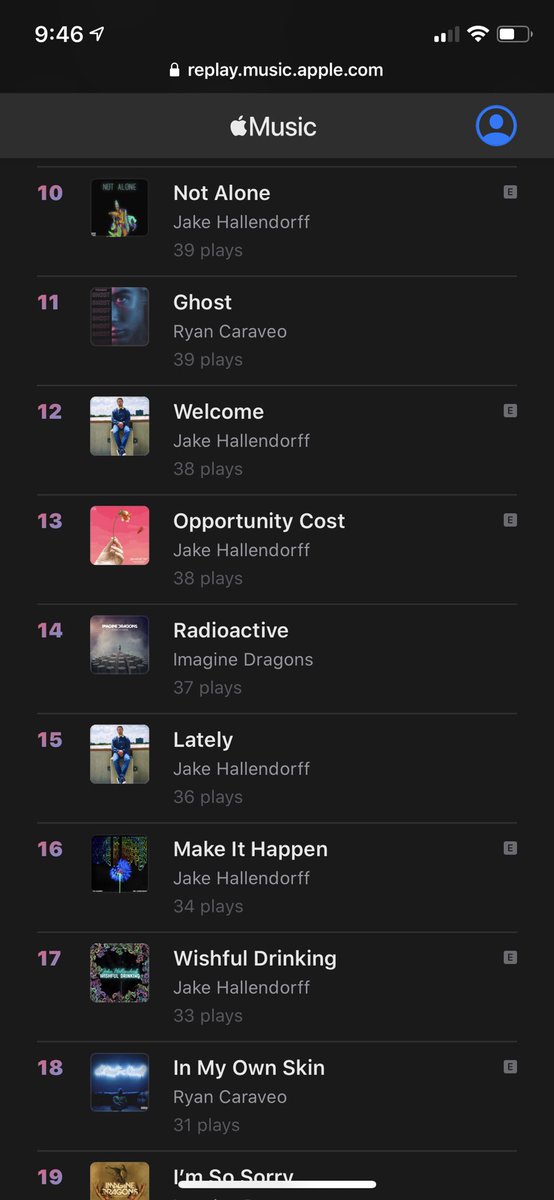 9:46
replay.music.apple.com
Music
10
NOT ALONE
Not Alone
E
Jake Hallendorff
39 plays
11
GHOST
Ghost
Ryan Caraveo
39 plays
12
Welcome
E
Jake Hallendorff
38 plays
13
Opportunity Cost
E
Jake Hallendorff
38 plays
14
IMAGINE DRAGONS
Radioactive
Imagine Dragons
37 plays
15
Lately
Jake Hallendorff
36 plays
16
Make It Happen
E
Jake Hallendorff
34 plays
17
Jake Hallendorff
WISHFUL DRINKING
Wishful Drinking
E
Jake Hallendorff
33 plays
18
In My Own Skin
E
Ryan Caraveo
31 plays
19
IMAGINE
DRAGONS
I'm So Sorry